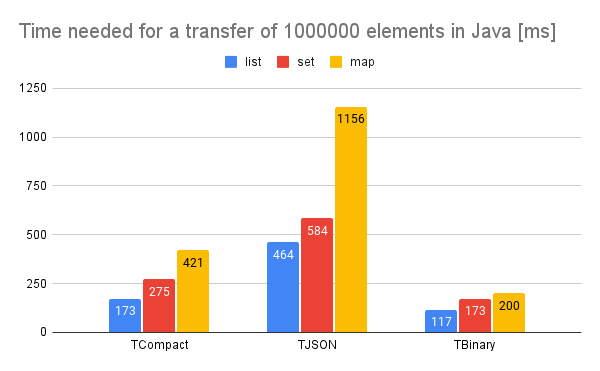 Time needed for a transfer of 1000000 elements in Java [ms]
list set map
1250
1000
750
500
250
0
173 275 421
464 584 1156
117 173 200
TCompact TJSON TBinary